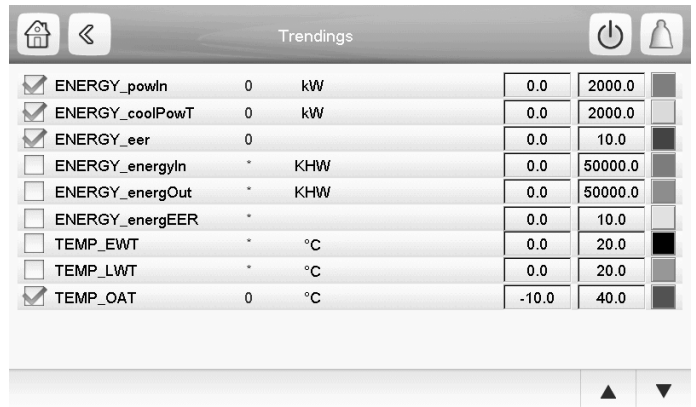 Trendings
ENERGY_powIn 0 kW 0.0 2000.0
ENERGY_coolPowT 0 kW 0.0 2000.0
ENERGY_eer 0 0.0 10.0
ENERGY_energyIn * KHW 0.0 50000.0
ENERGY_energOut * KHW 0.0 50000.0
ENERGY_energEER * 0.0 10.0
TEMP_EWT * °C 0.0 20.0
TEMP_LWT * °C 0.0 20.0
TEMP_OAT 0 °C -10.0 40.0